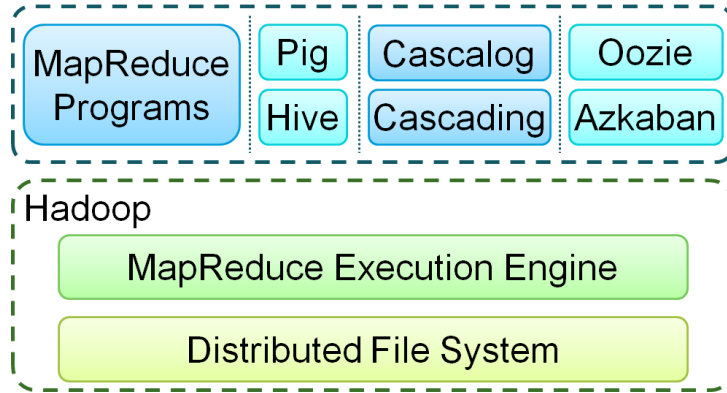 MapReduce
Programs
Pig
Hive
Cascalog
Cascading
Oozie
Azkaban
Hadoop
MapReduce Execution Engine
Distributed File System